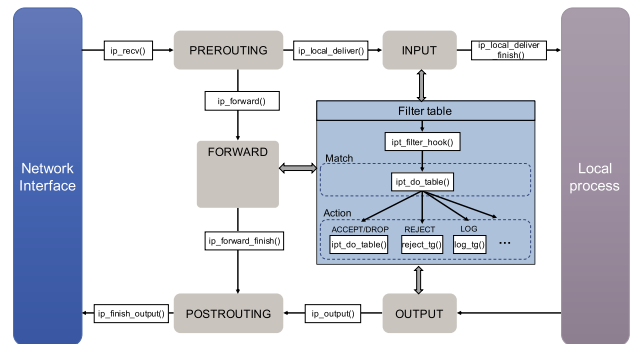 ip_recv()
PREROUTING
ip_local_deliver()
INPUT
ip_local_deliver
_finish()
ip_forward()
Filter table
ipt_filter_hook()
FORWARD
Match
Network
Interface
ipt_do_table()
Local
process
Action
ACCEPT/DROP
REJECT
LOG
ipt_do_table()
reject_tg()
log_tg()
...
ip_forward_finish()
ip_finish_output()
POSTROUTING
ip_output()
OUTPUT